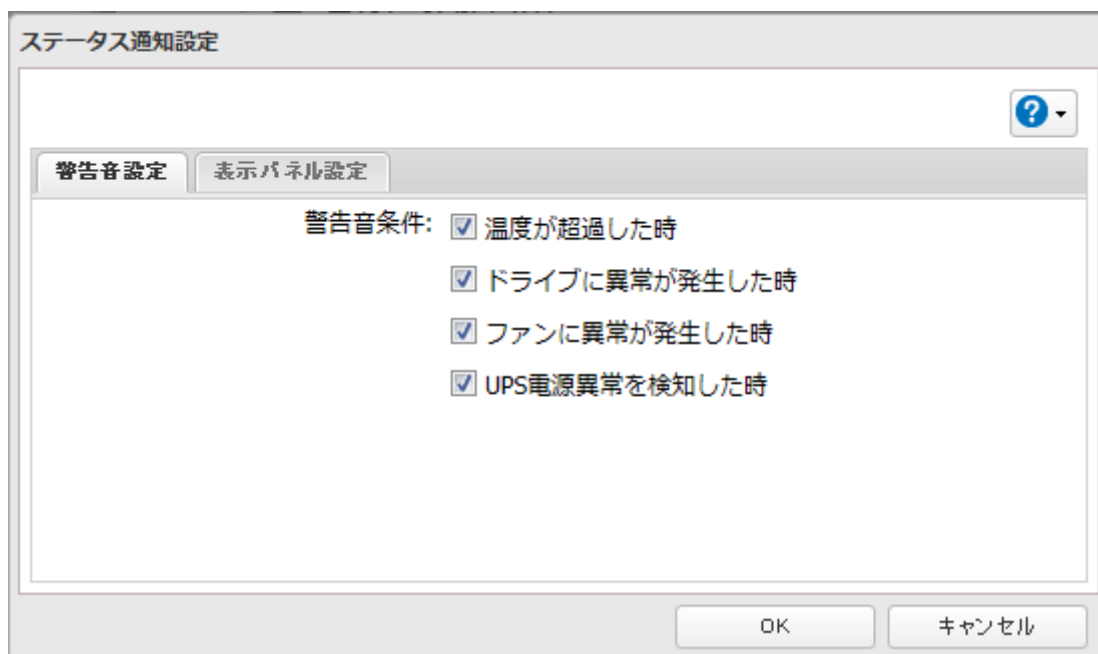 ステータス通知設定
警告音設定 表示パネル設定
警告音条件: 温度が超過した時
ドライブに異常が発生した時
ファンに異常が発生した時
UPS電源異常を検知した時
OK キャンセル